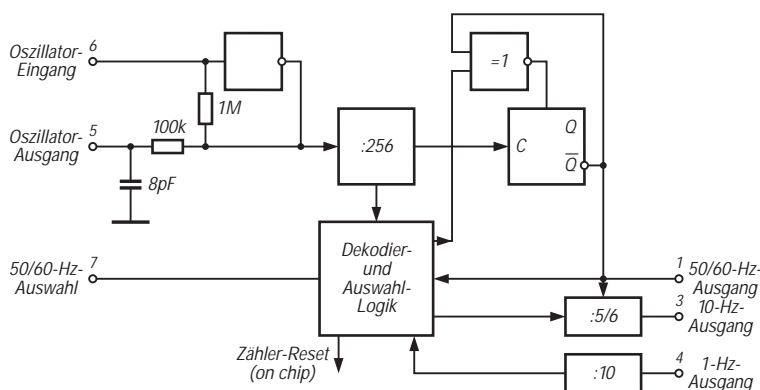 6
Oszillator-
Eingang
1M
=1
5
Oszillator-
Ausgang
100k
8pF
:256
C
Q
Q̅
7
50/60-Hz-
Auswahl
Dekodier-
und
Auswahl-
Logik
1
50/60-Hz-
Ausgang
3
10-Hz-
Ausgang
:5/6
4
1-Hz-
Ausgang
:10
Zähler-Reset
(on chip)